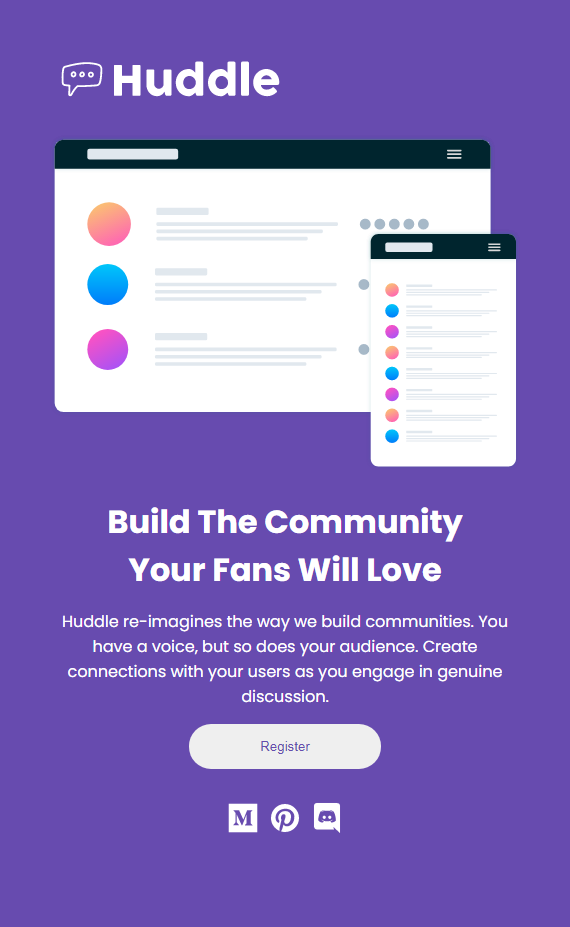 Huddle
Build The Community
Your Fans Will Love
Huddle re-imagines the way we build communities. You
have a voice, but so does your audience. Create
connections with your users as you engage in genuine
discussion.
Register